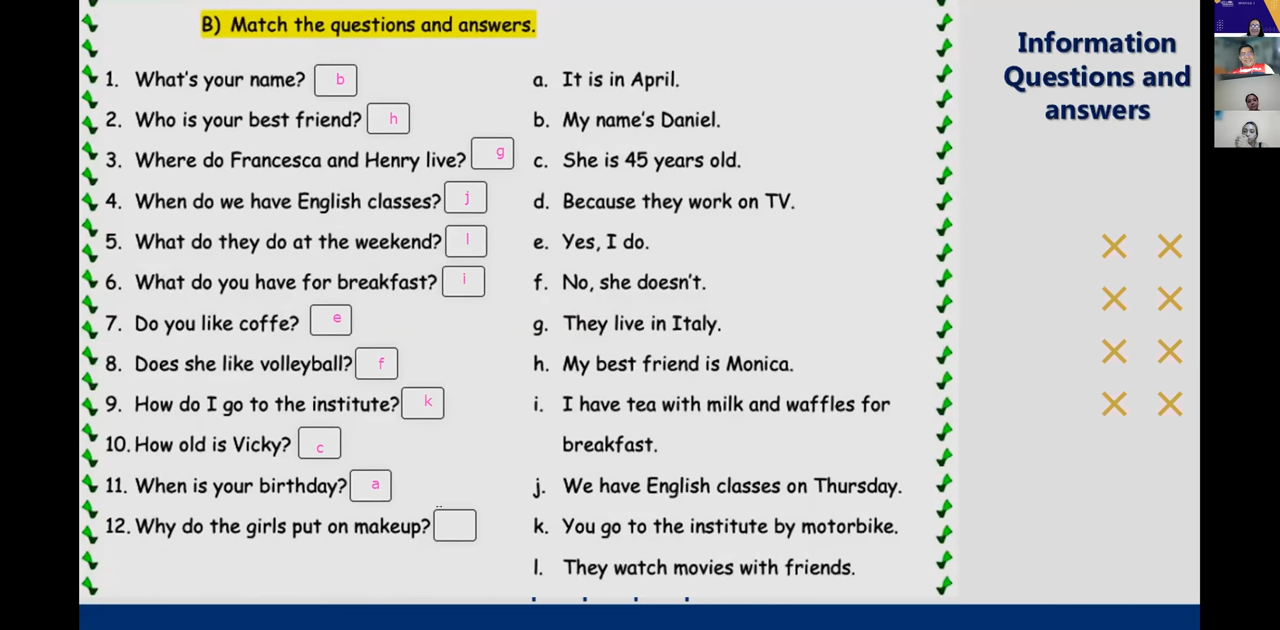 B) Match the questions and answers.
1. What's your name? b
2. Who is your best friend? h
3. Where do Francesca and Henry live? g
4. When do we have English classes? j
5. What do they do at the weekend? l
6. What do you have for breakfast? i
7. Do you like coffe? e
8. Does she like volleyball? f
9. How do I go to the institute? k
10. How old is Vicky? c
11. When is your birthday? a
12. Why do the girls put on makeup?
a. It is in April.
b. My name's Daniel.
c. She is 45 years old.
d. Because they work on TV.
e. Yes, I do.
f. No, she doesn't.
g. They live in Italy.
h. My best friend is Monica.
i. I have tea with milk and waffles for
breakfast.
j. We have English classes on Thursday.
k. You go to the institute by motorbike.
l. They watch movies with friends.
Information
Questions and
answers